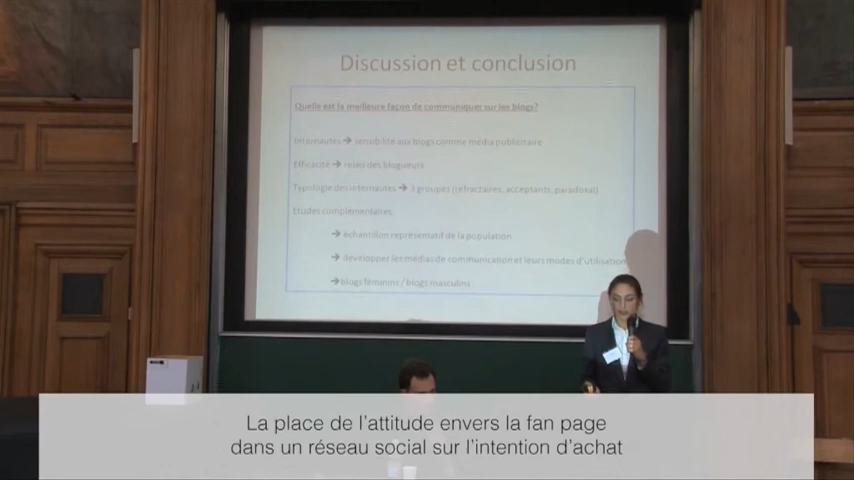 Discussion et conclusion
Quelle est la meilleure façon de communiquer sur les blogs?
Internautes ➔ sensibilité aux blogs comme média publicitaire
Efficacité ➔ relais des blogueurs
Typologie des internautes ➔ 3 groupes (réfractaires, acceptants, paradoxal)
Etudes complémentaires
➔ échantillon représentatif de la population
➔ développer les médias de communication et leurs modes d'utilisation
➔ blogs féminins / blogs masculins
La place de l'attitude envers la fan page
dans un réseau social sur l'intention d'achat